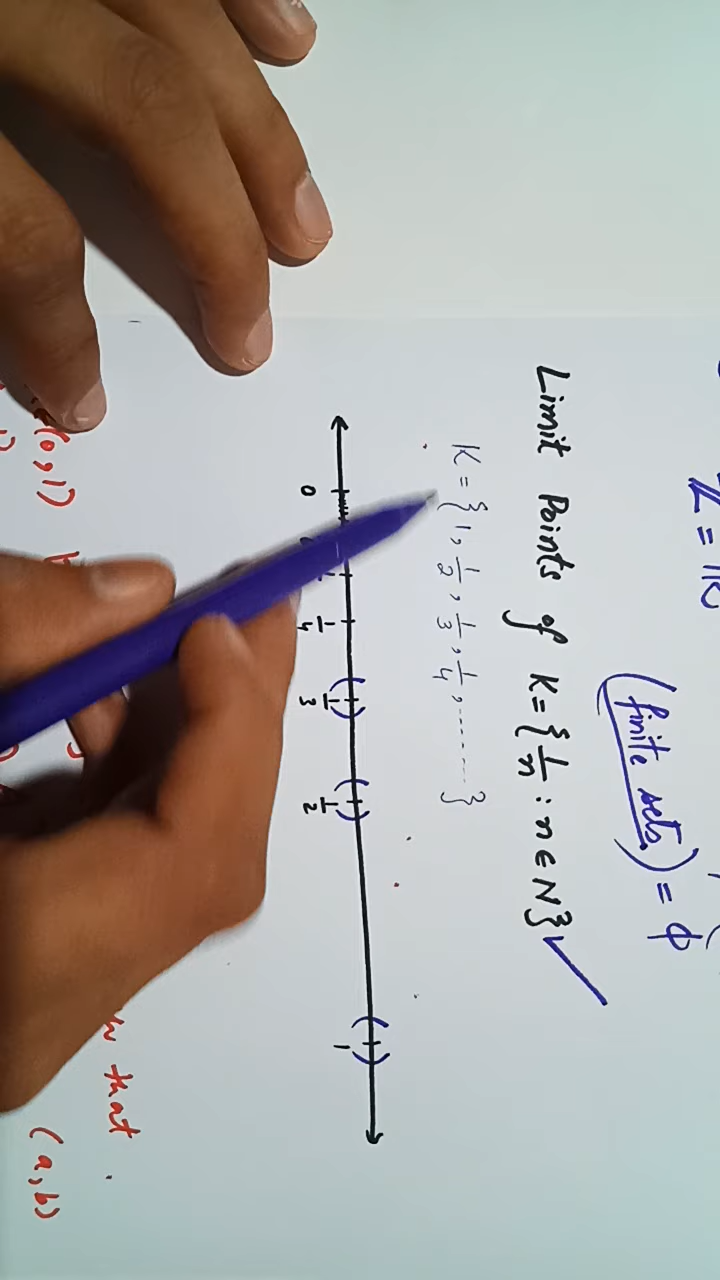 = R
(finite sets)' = ϕ
Limit Points of K = {1/n : n ∈ N} ✓
K = {1, 1/2, 1/3, 1/4, ........}
0 1/4 1/3 1/2 1
(0,1)
that
(a,b)